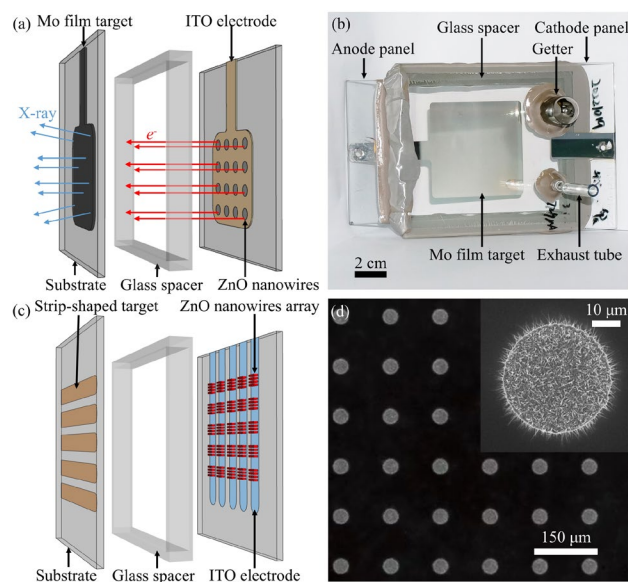 (a) Mo film target
ITO electrode
X-ray
e-
Substrate
Glass spacer
ZnO nanowires
(b)
Glass spacer
Cathode panel
Anode panel
Getter
Mo film target
Exhaust tube
2 cm
(c)
Strip-shaped target
ZnO nanowires array
Substrate
Glass spacer
ITO electrode
(d)
10 μm
150 μm